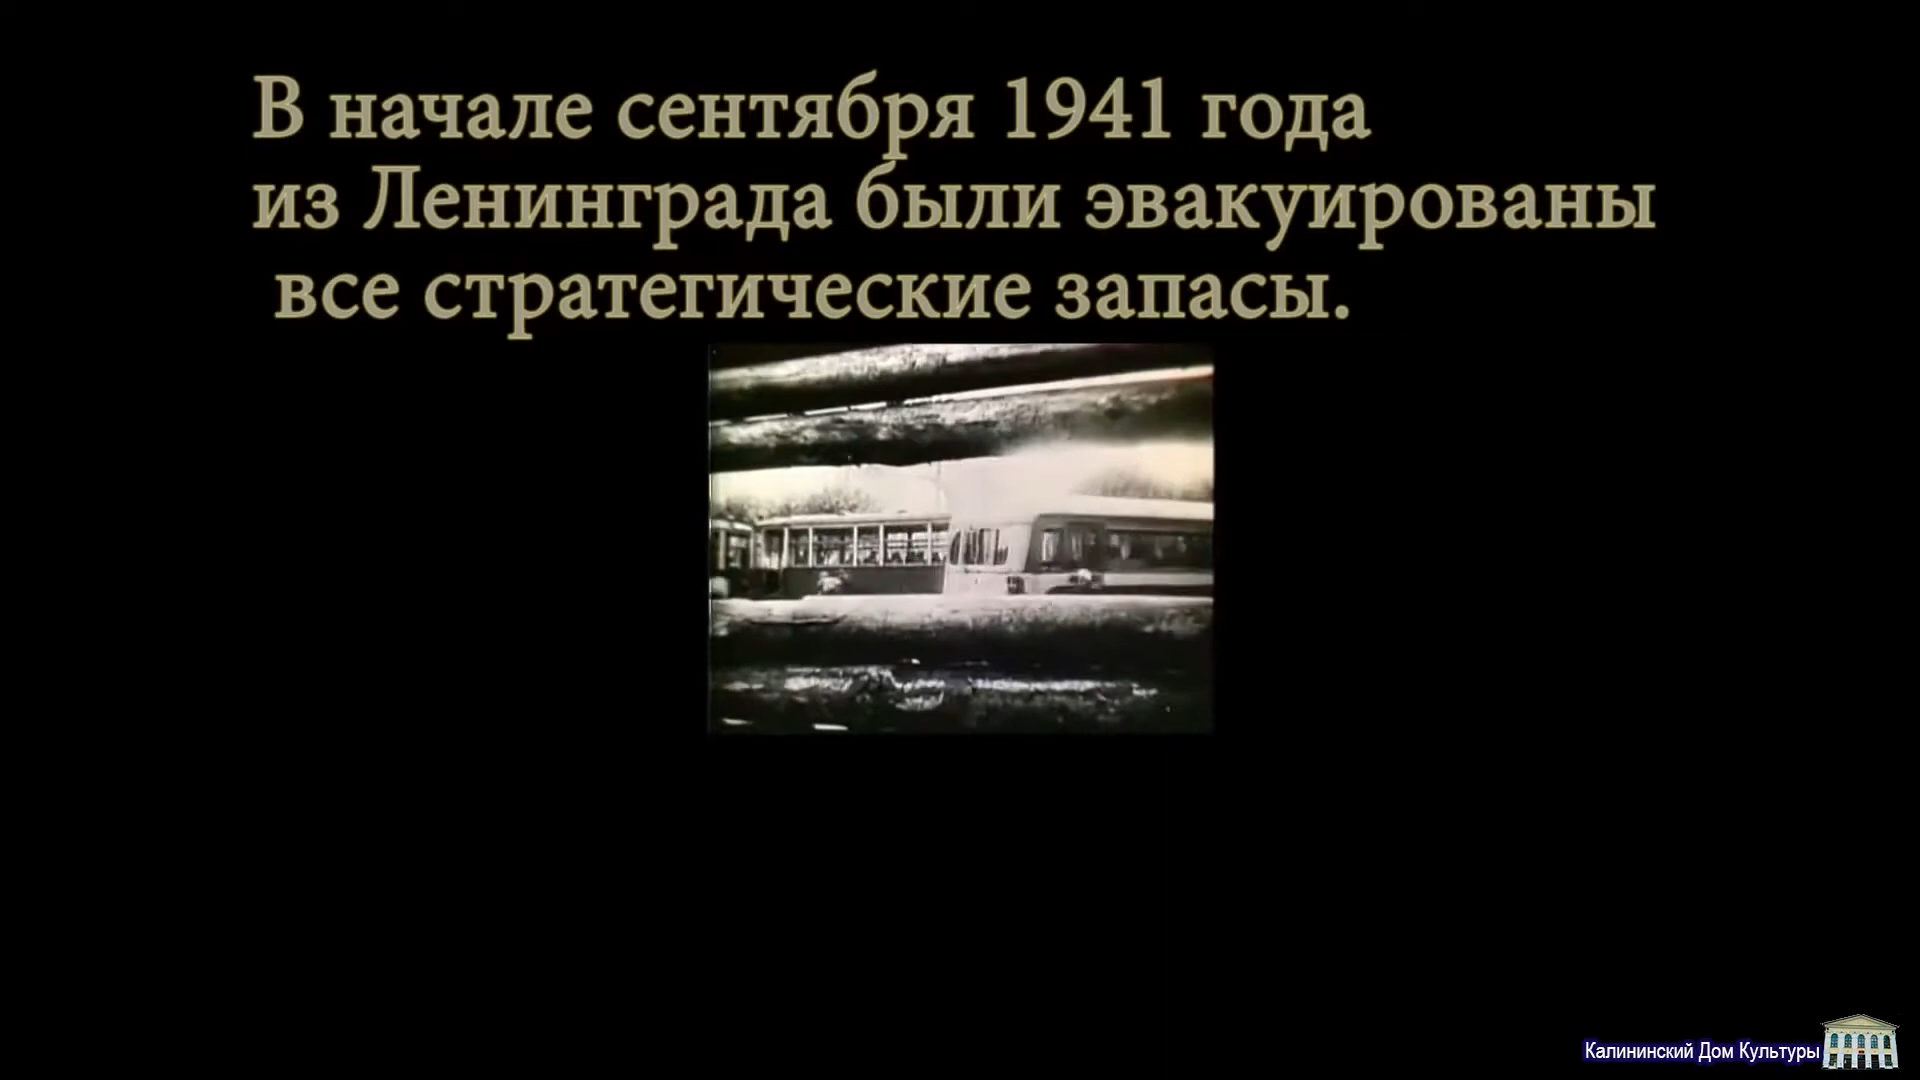 В начале сентября 1941 года
из Ленинграда были эвакуированы
все стратегические запасы.
Калининский Дом Культуры